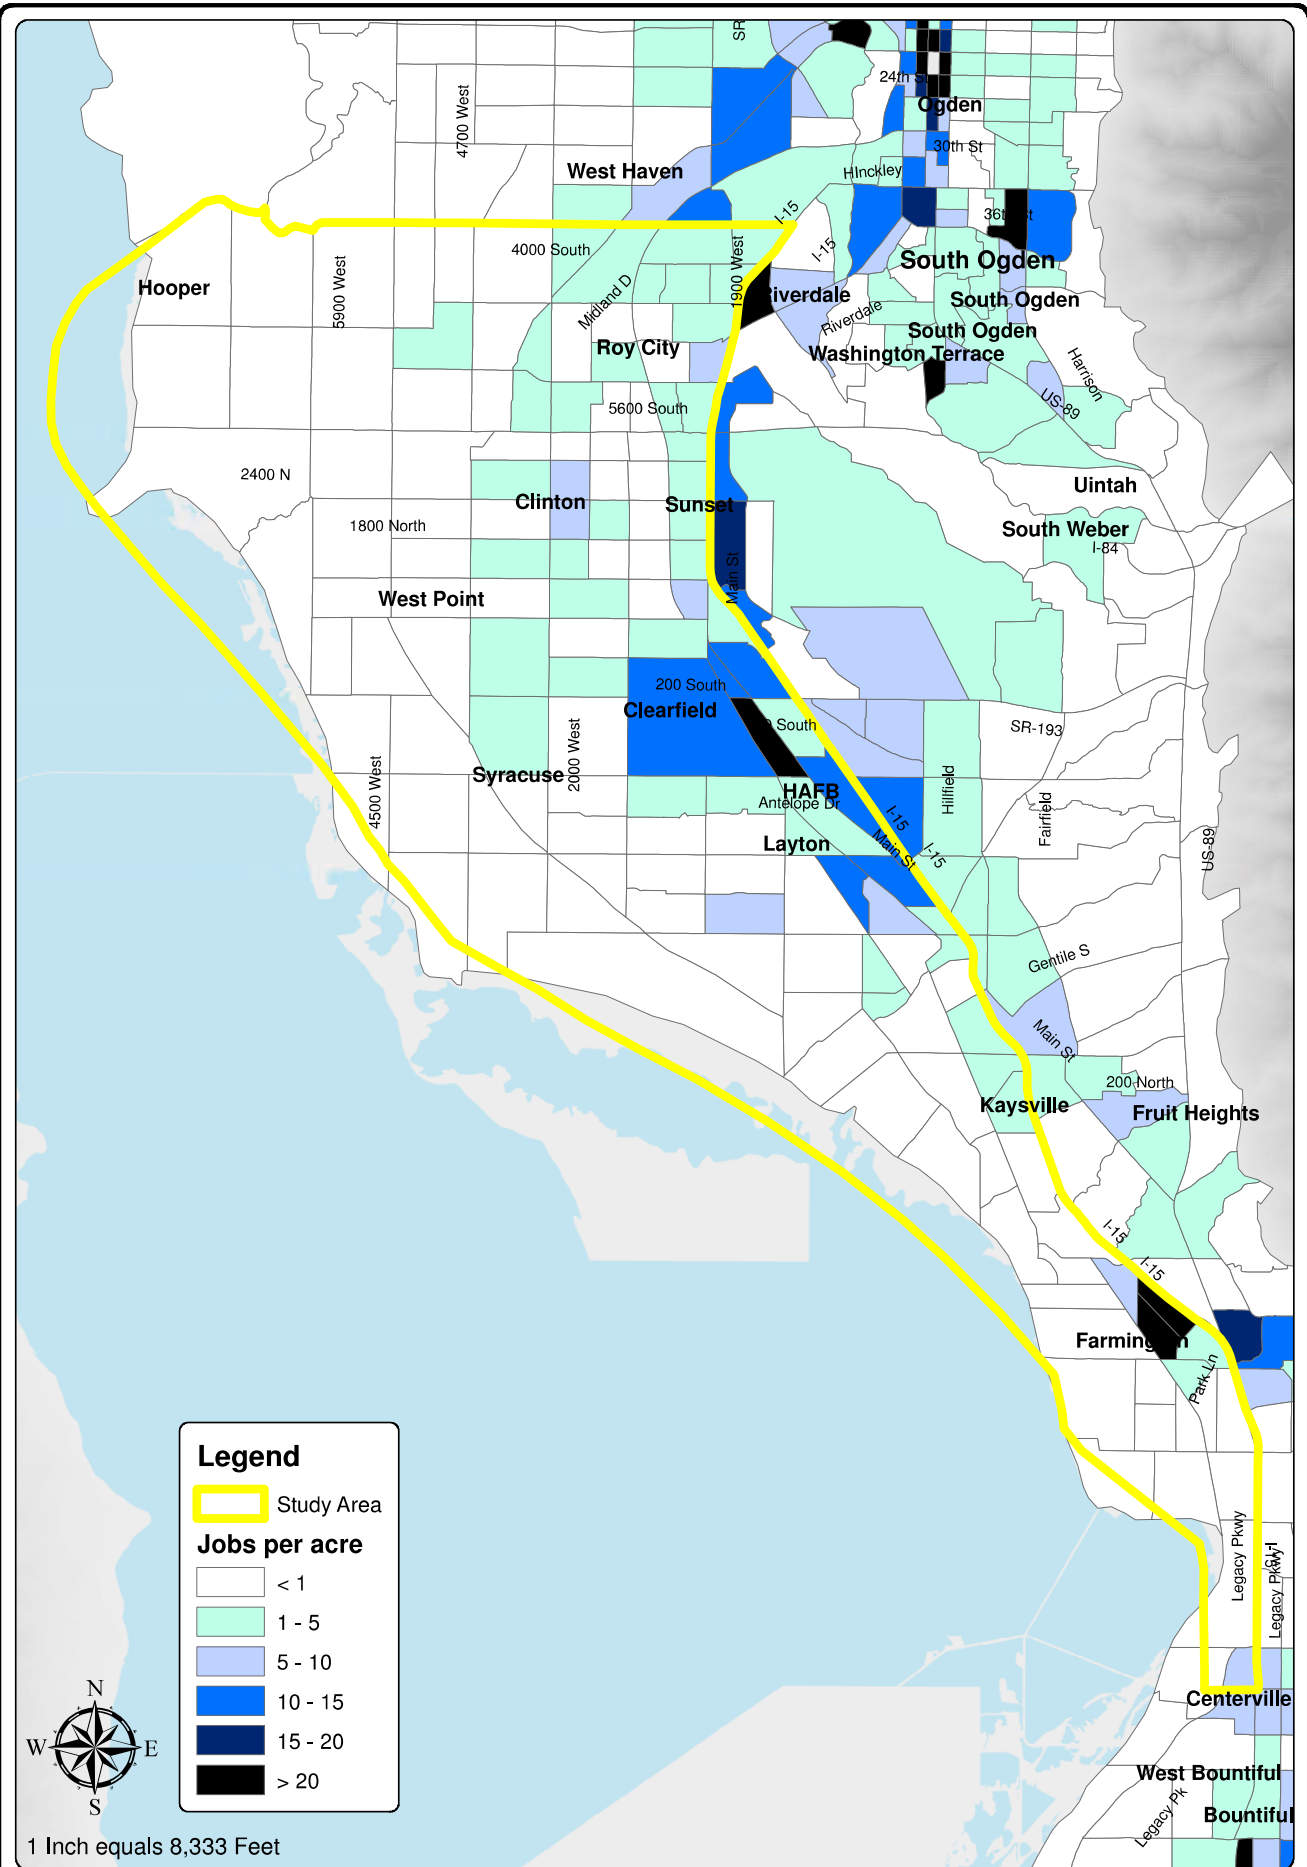 SR
24th S
Ogden
4700 West
30th St
West Haven
HInckley
I-15
36th St
4000 South
1900 West
I-15
South Ogden
5900 West
Hooper
Midland D
Riverdale
South Ogden
Riverdale
South Ogden
Roy City
Washington Terrace
Harrison
5600 South
US-89
2400 N
Uintah
Clinton
Sunset
1800 North
South Weber
I-84
Main St
West Point
200 South
Clearfield
0 South
SR-193
2000 West
Syracuse
4500 West
HAFB
Antelope Dr
Hillfield
Fairfield
I-15
Layton
Main St
I-15
US-89
Gentile S
Main St
200 North
Kaysville
Fruit Heights
I-15
I-15
Farmington
Park Ln
Legend
Study Area
Jobs per acre
< 1
1 - 5
5 - 10
10 - 15
15 - 20
> 20
Legacy Pkwy
I-15
Legacy Pkwy
N
W
E
S
Centerville
West Bountiful
Legacy Pk
Bountiful
1 Inch equals 8,333 Feet